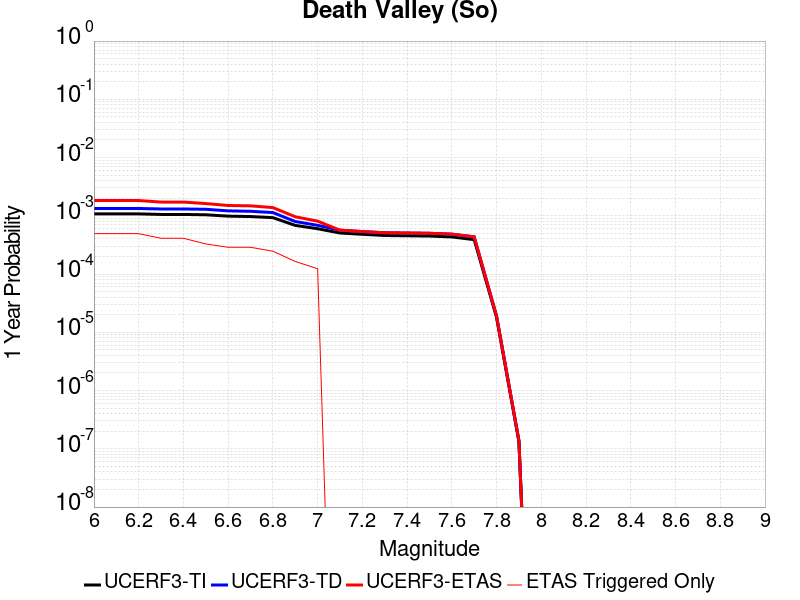 Death Valley (So)
1 Year Probability
10^0
10^-1
10^-2
10^-3
10^-4
10^-5
10^-6
10^-7
10^-8
6 6.2 6.4 6.6 6.8 7 7.2 7.4 7.6 7.8 8 8.2 8.4 8.6 8.8 9
Magnitude
UCERF3-TI UCERF3-TD UCERF3-ETAS ETAS Triggered Only